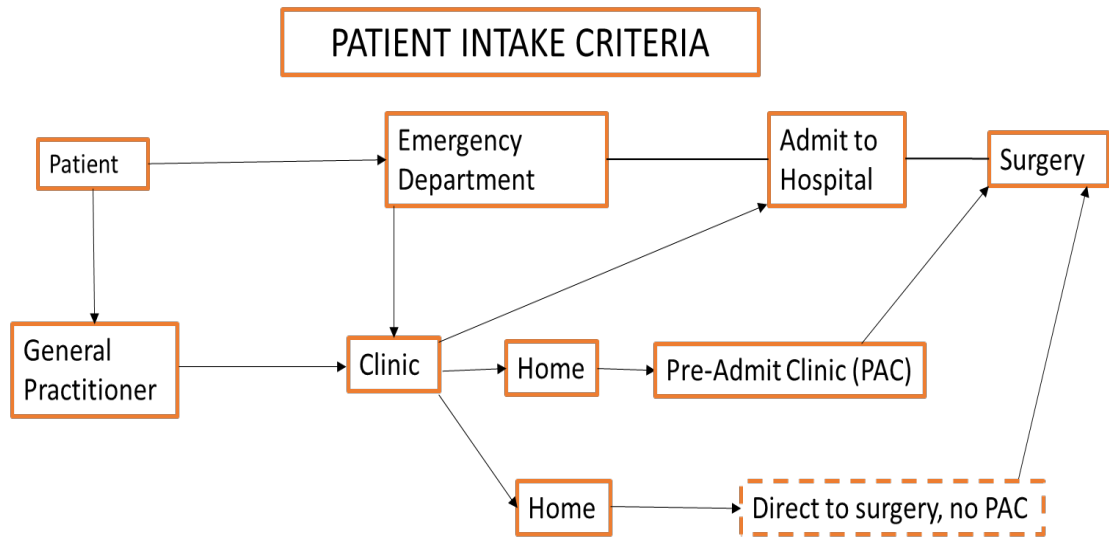 PATIENT INTAKE CRITERIA
Patient
Emergency
Department
Admit to
Hospital
Surgery
General
Practitioner
Clinic
Home
Pre-Admit Clinic (PAC)
Home
Direct to surgery, no PAC